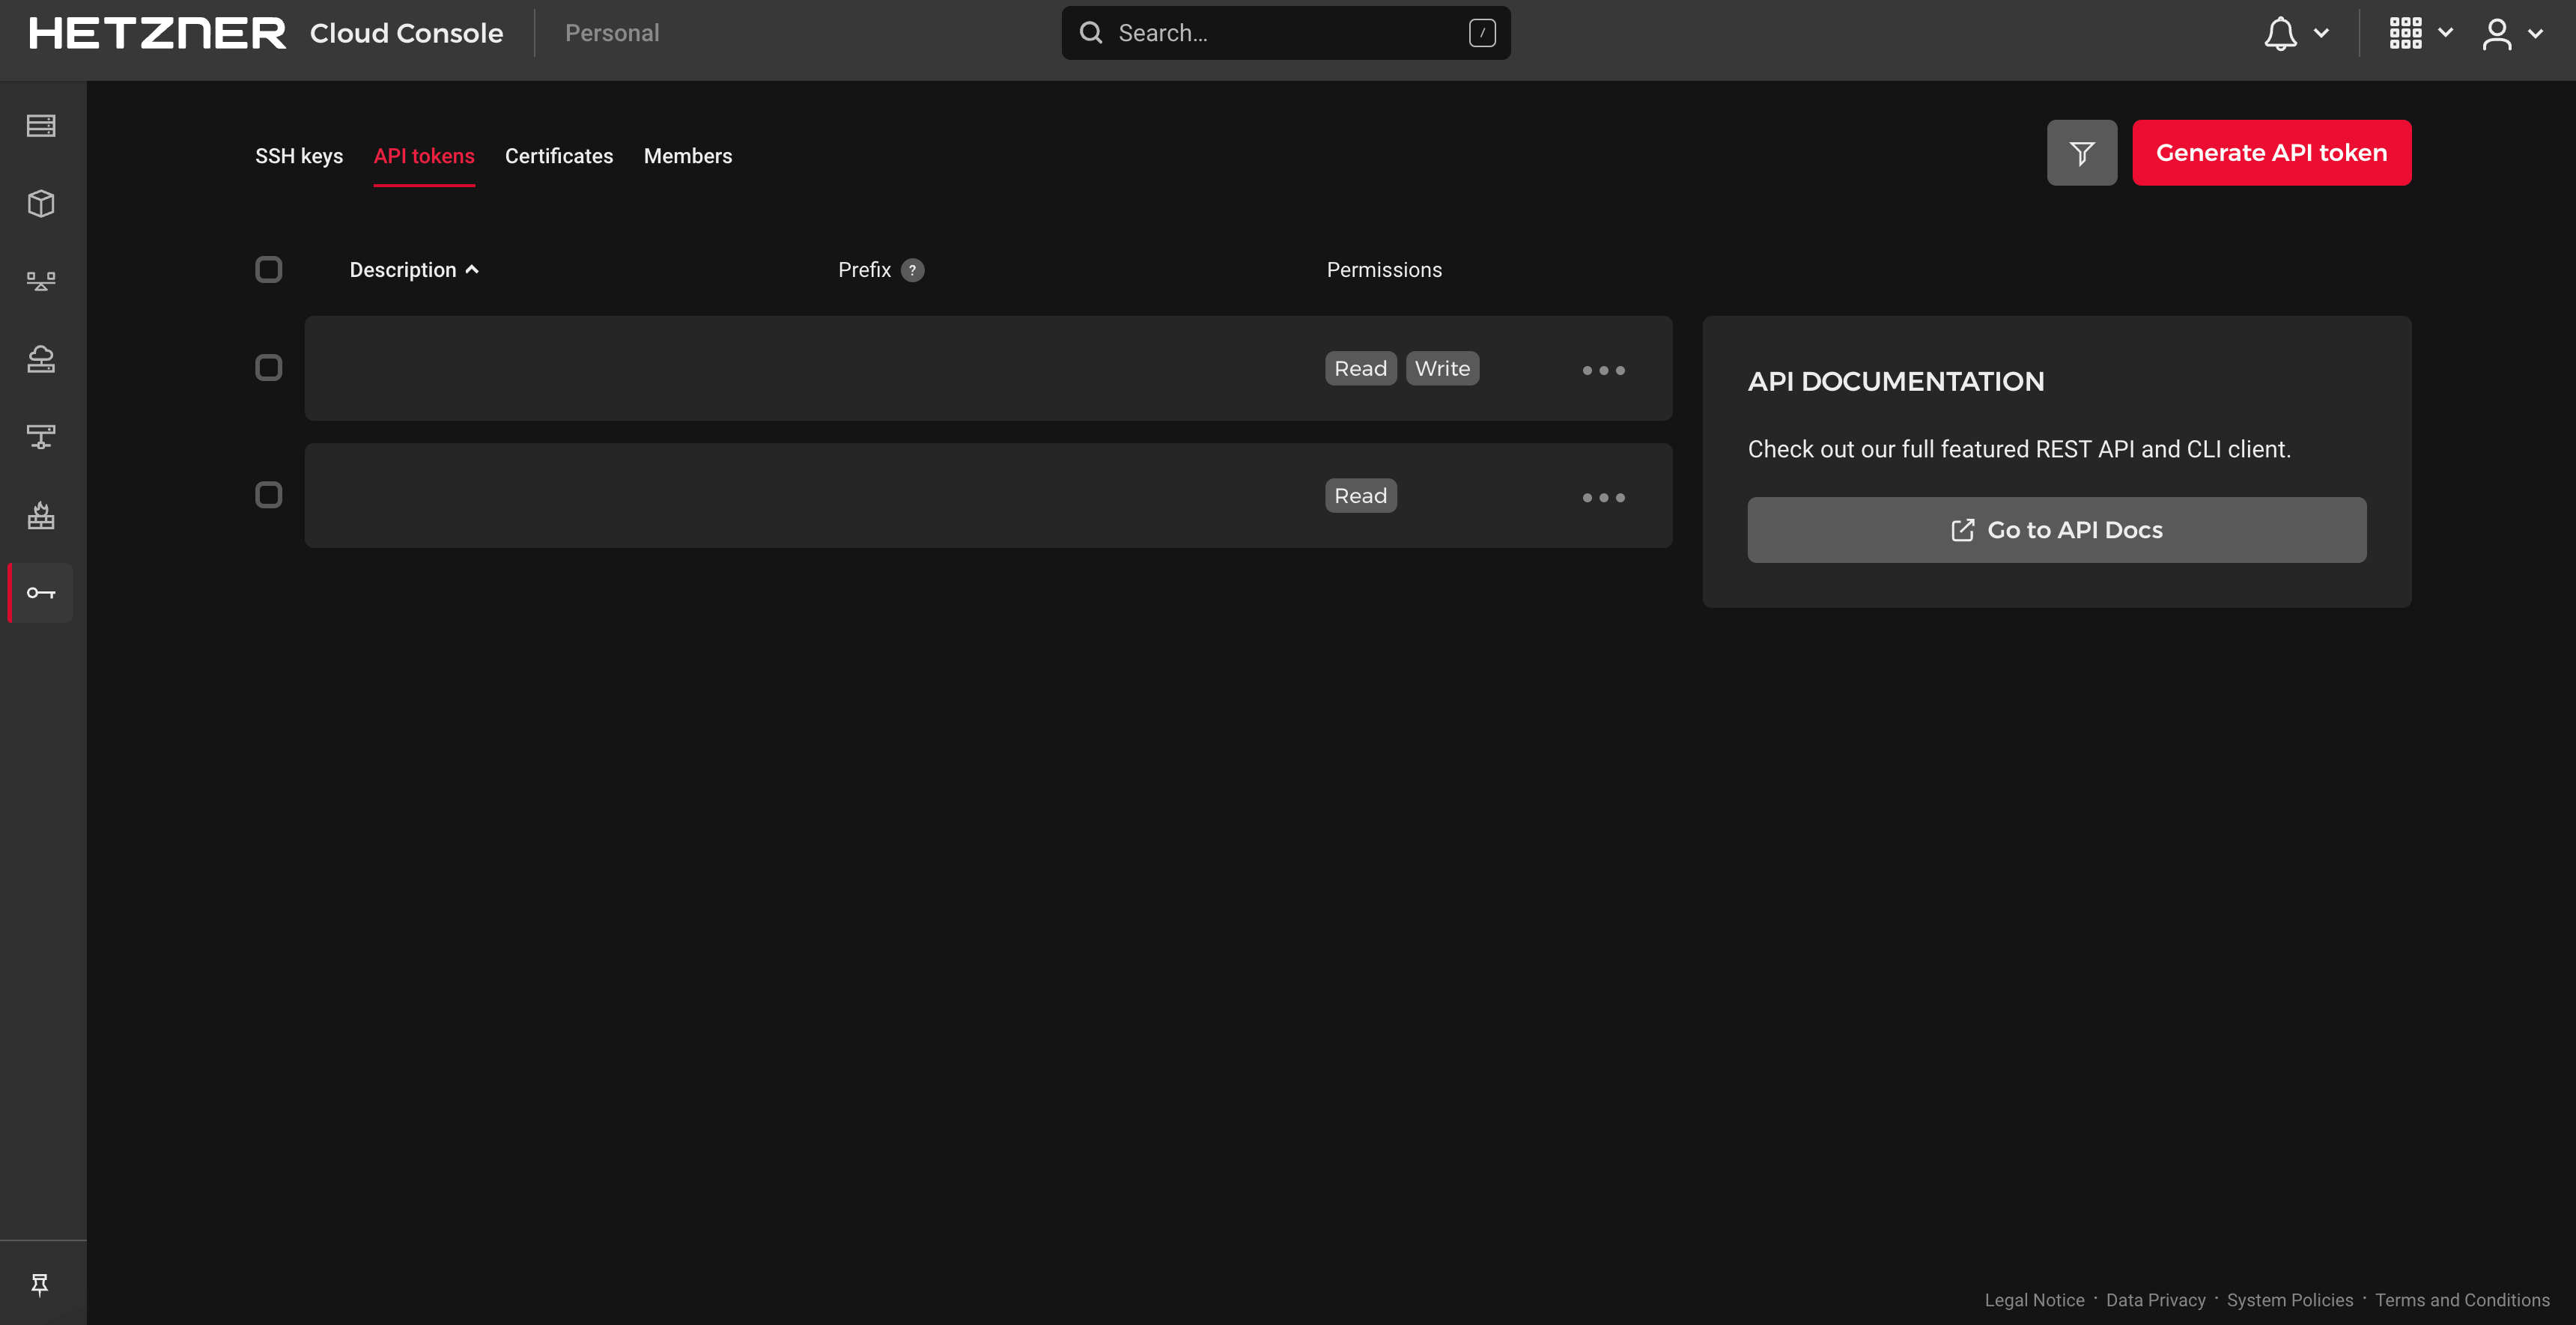 HETZNER Cloud Console Personal Search... /
SSH keys API tokens Certificates Members Generate API token
Description Prefix ? Permissions
Read Write
API DOCUMENTATION
Check out our full featured REST API and CLI client.
Read
Go to API Docs
Legal Notice · Data Privacy · System Policies · Terms and Conditions